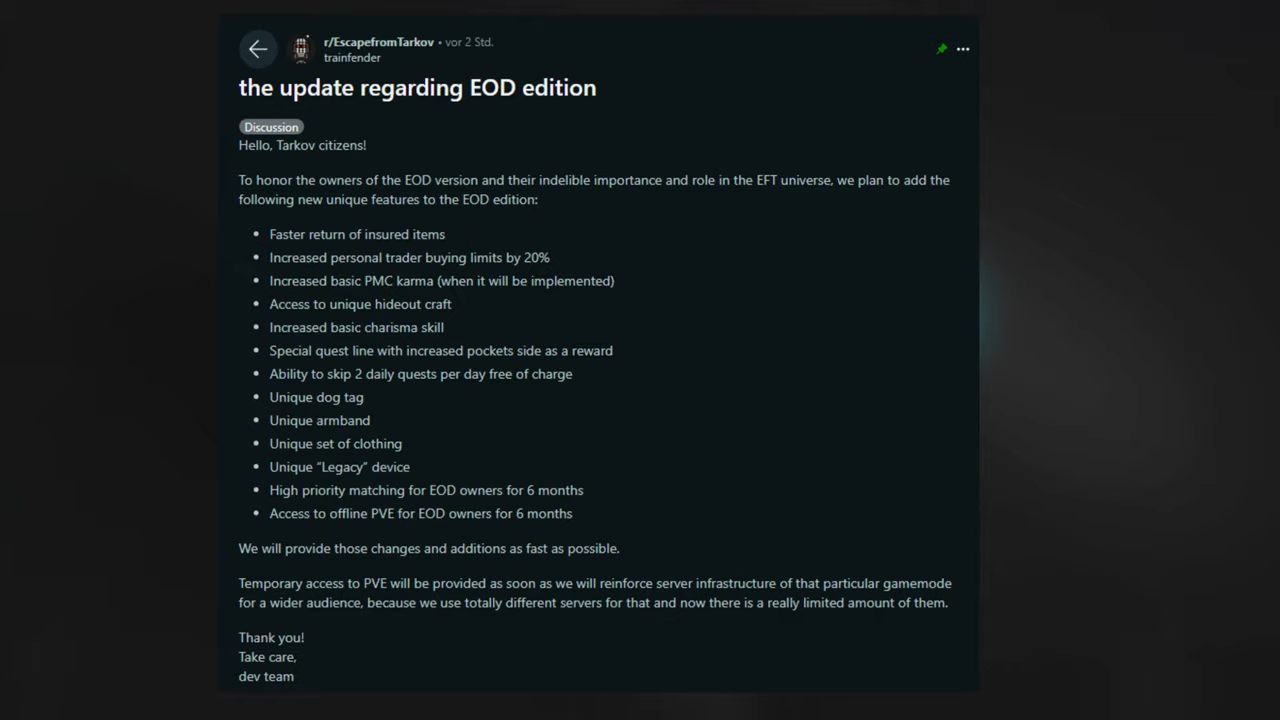 r/EscapefromTarkov • vor 2 Std.
trainfender
the update regarding EOD edition
Discussion
Hello, Tarkov citizens!
To honor the owners of the EOD version and their indelible importance and role in the EFT universe, we plan to add the
following new unique features to the EOD edition:
• Faster return of insured items
• Increased personal trader buying limits by 20%
• Increased basic PMC karma (when it will be implemented)
• Access to unique hideout craft
• Increased basic charisma skill
• Special quest line with increased pockets side as a reward
• Ability to skip 2 daily quests per day free of charge
• Unique dog tag
• Unique armband
• Unique set of clothing
• Unique “Legacy” device
• High priority matching for EOD owners for 6 months
• Access to offline PVE for EOD owners for 6 months
We will provide those changes and additions as fast as possible.
Temporary access to PVE will be provided as soon as we will reinforce server infrastructure of that particular gamemode
for a wider audience, because we use totally different servers for that and now there is a really limited amount of them.
Thank you!
Take care,
dev team